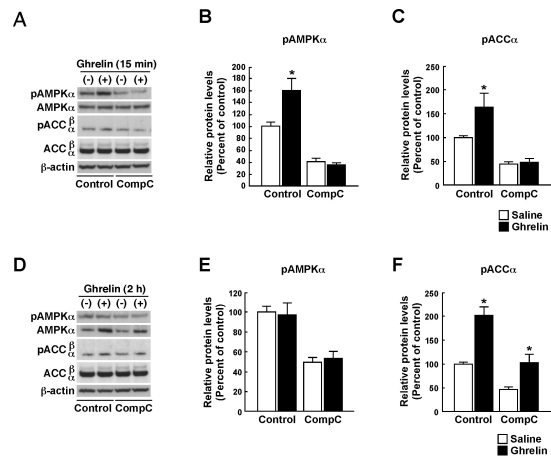 A
Ghrelin (15 min)
(-) (+) (-) (+)
pAMPKα
AMPKα
pACC β α
ACC β α
β-actin
Control CompC
B
pAMPKα
Relative protein levels
(Percent of control)
200
180
160
140
120
100
80
60
40
20
0
*
Control CompC
C
pACCα
Relative protein levels
(Percent of control)
250
200
150
100
50
0
*
Control CompC
Saline
Ghrelin
D
Ghrelin (2 h)
(-) (+) (-) (+)
pAMPKα
AMPKα
pACC β α
ACC β α
β-actin
Control CompC
E
pAMPKα
Relative protein levels
(Percent of control)
120
100
80
60
40
20
0
Control CompC
F
pACCα
Relative protein levels
(Percent of control)
250
200
150
100
50
0
*
*
Control CompC
Saline
Ghrelin